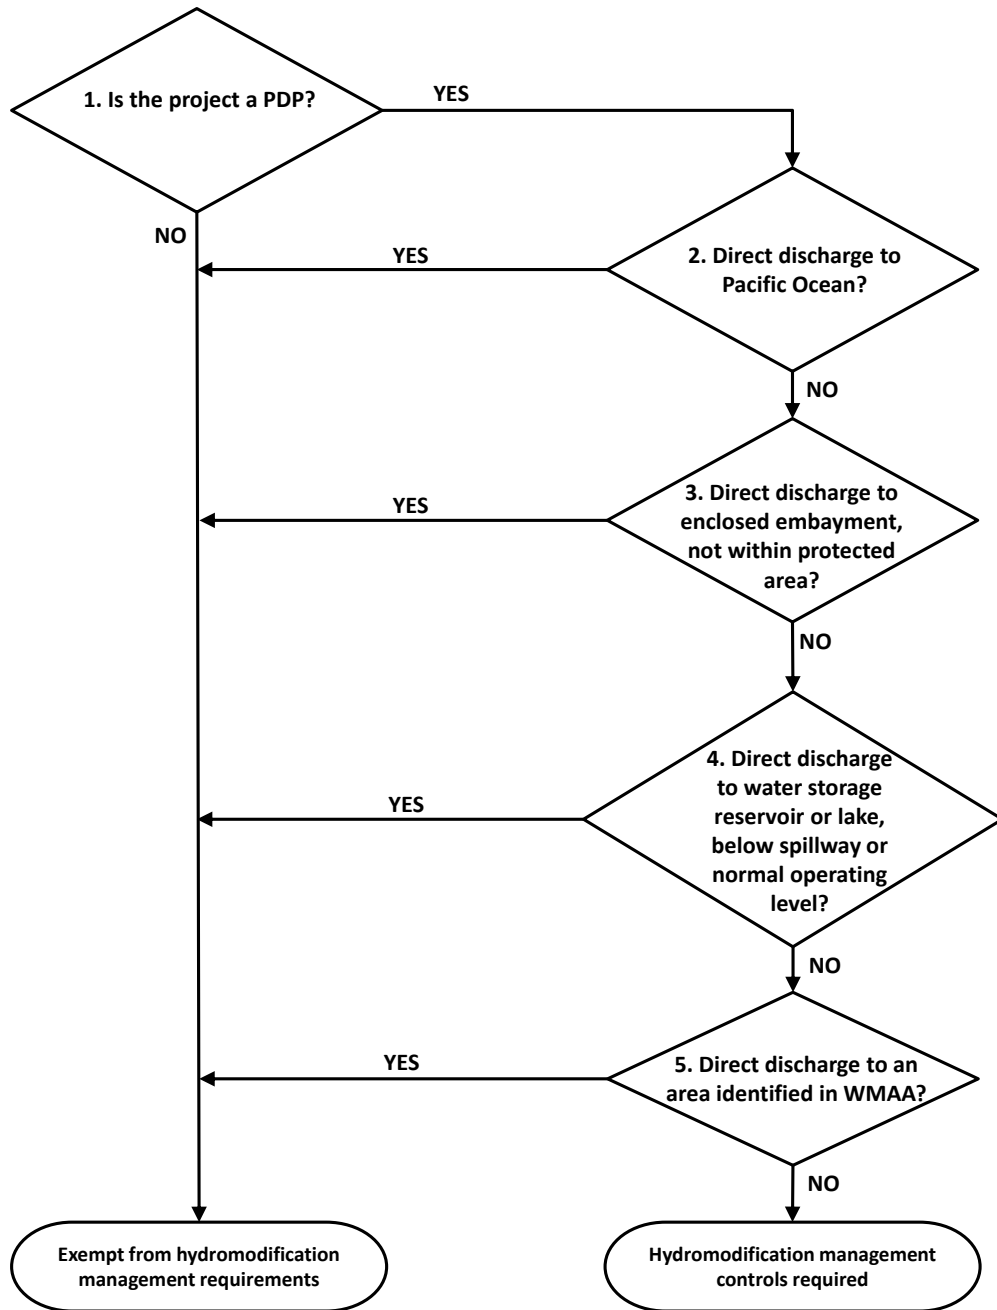 1. Is the project a PDP?
YES
NO
YES
2. Direct discharge to
Pacific Ocean?
NO
YES
3. Direct discharge to
enclosed embayment,
not within protected
area?
NO
YES
4. Direct discharge
to water storage
reservoir or lake,
below spillway or
normal operating
level?
NO
YES
5. Direct discharge to an
area identified in WMAA?
NO
Exempt from hydromodification
management requirements
Hydromodification management
controls required